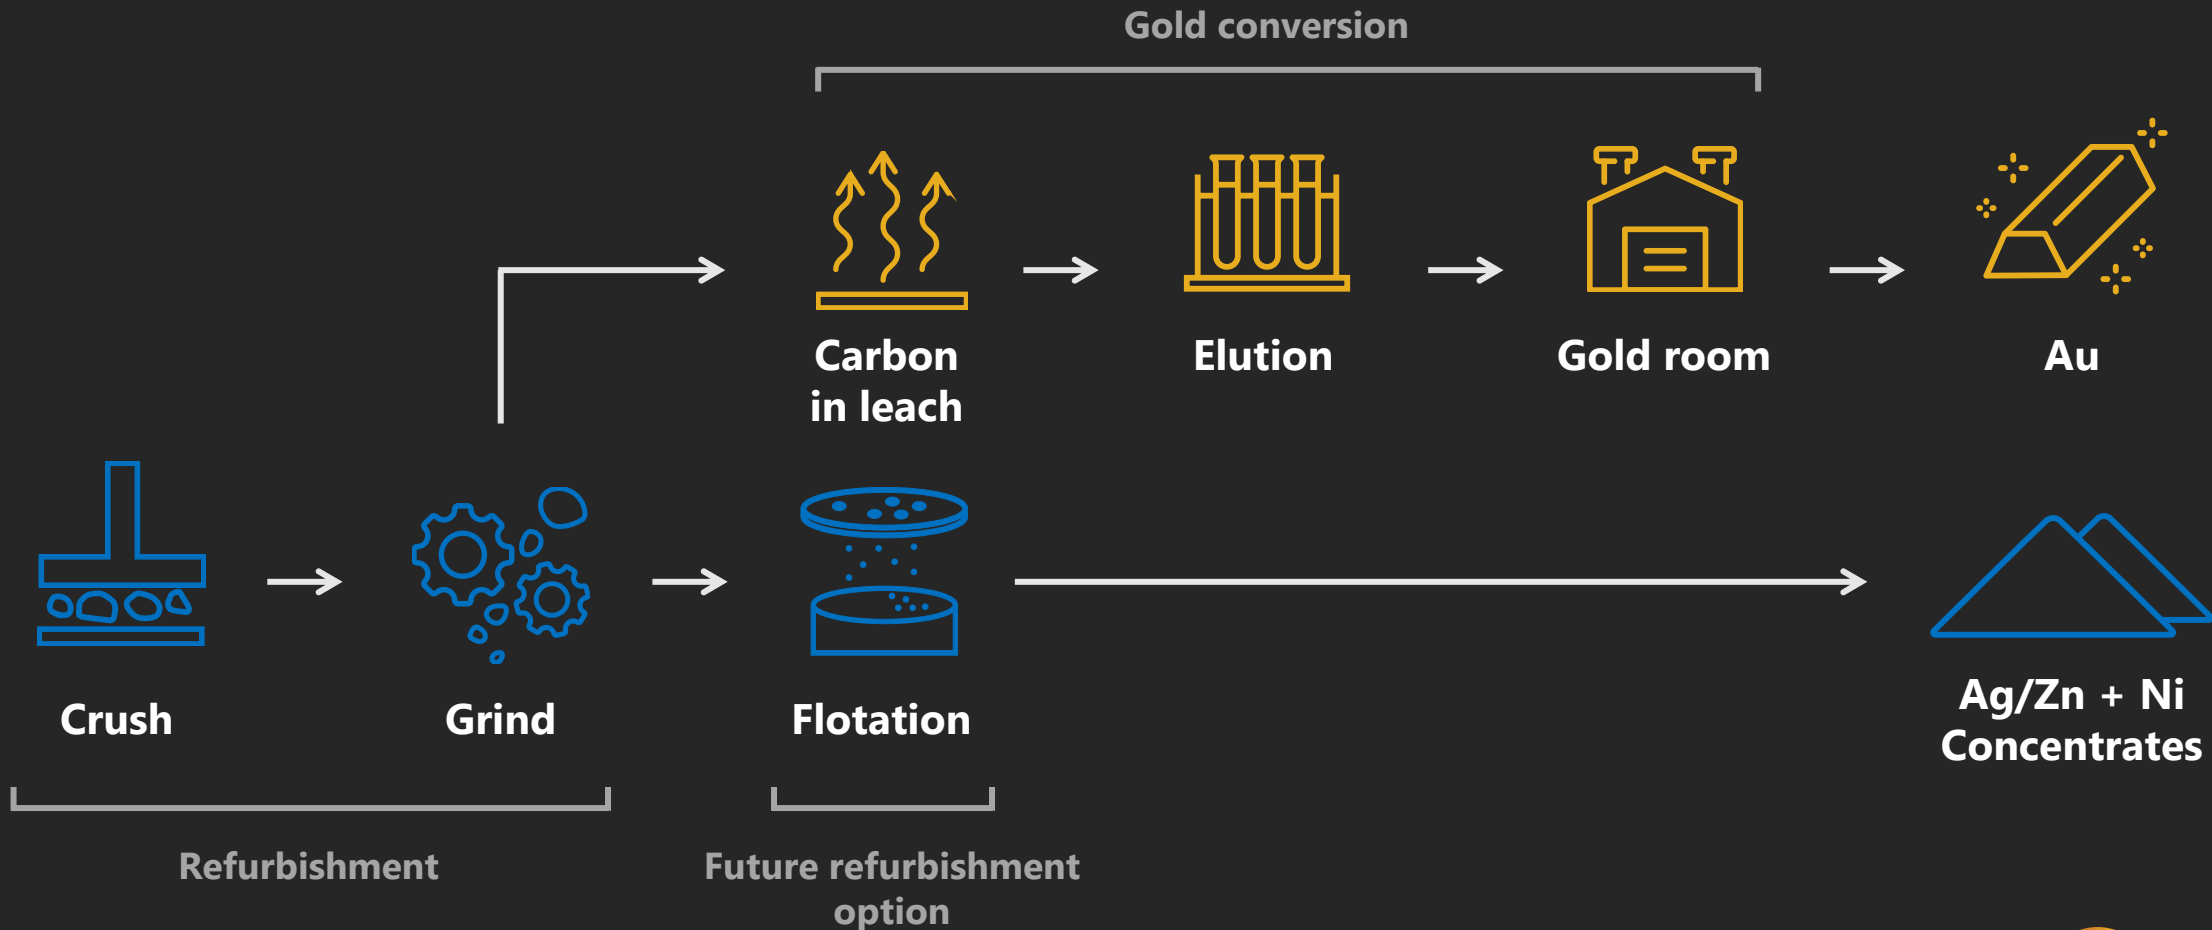 Gold conversion
Carbon
in leach
Elution
Gold room
Au
Crush
Grind
Flotation
Ag/Zn + Ni
Concentrates
Refurbishment
Future refurbishment
option